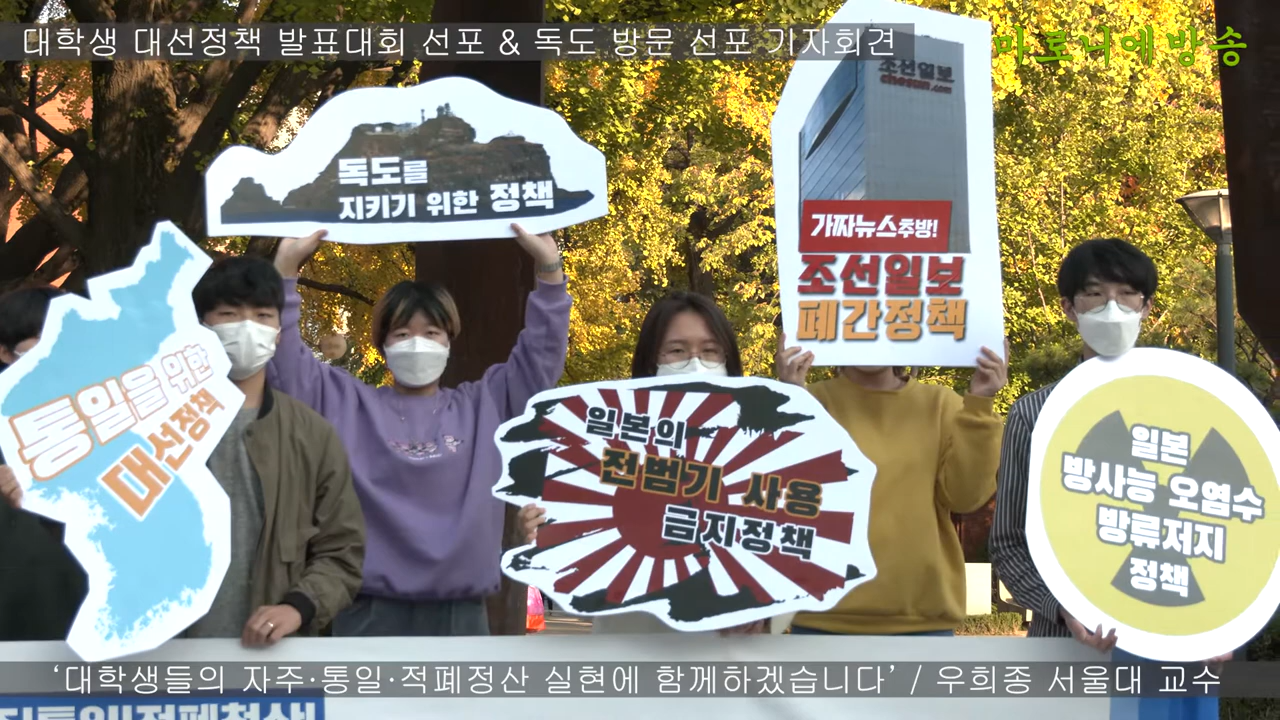 대학생 대선정책 발표대회 선포 & 독도 방문 선포 기자회견
마로니에방송
조선일보
chosun.com
독도를
지키기 위한 정책
가짜뉴스추방!
조선일보
폐간정책
통일을 위한
대선정책
일본의
전범기 사용
금지정책
일본
방사능 오염수
방류저지
정책
‘대학생들의 자주·통일·적폐정산 실현에 함께하겠습니다’ / 우희종 서울대 교수